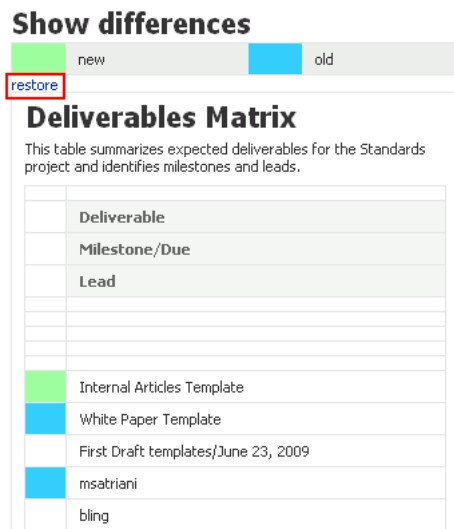 Show differences
new old
restore
Deliverables Matrix
This table summarizes expected deliverables for the Standards
project and identifies milestones and leads.
Deliverable
Milestone/Due
Lead
Internal Articles Template
White Paper Template
First Draft templates/June 23, 2009
msatriani
bling